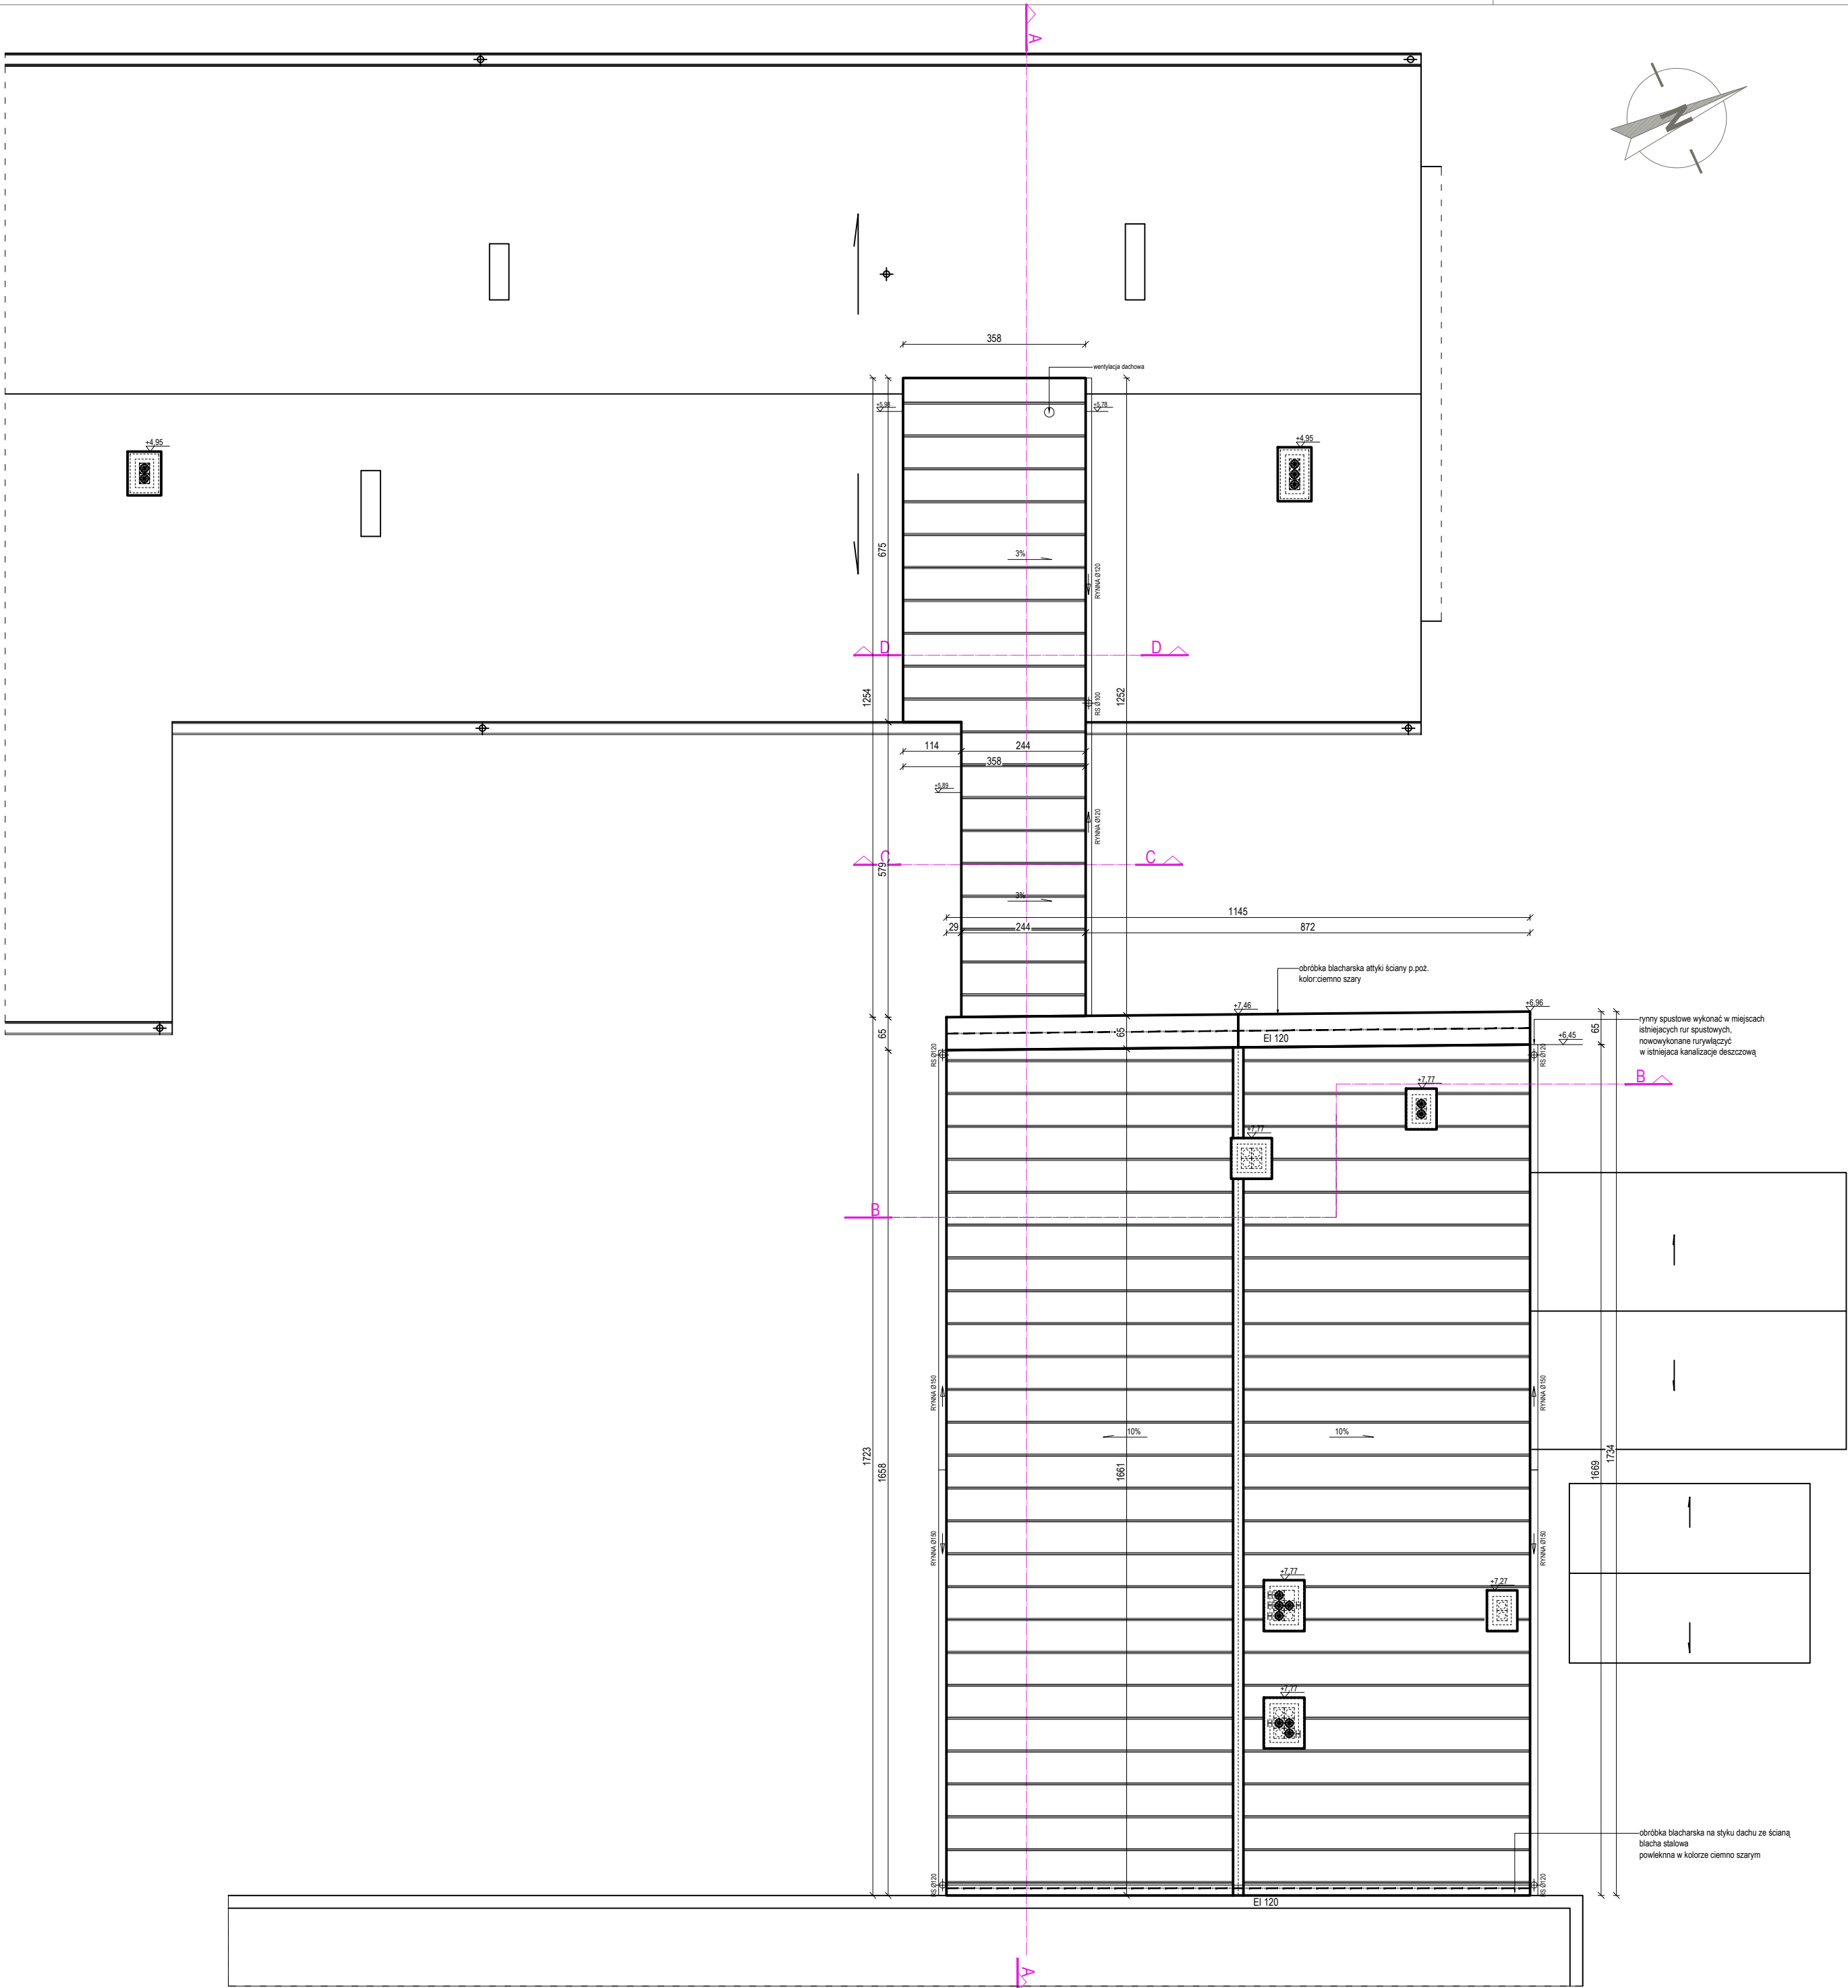 A
N
358
wentylacja dachowa
+5,98
+5,78
+4,95
+4,95
675
3%
RYNNA Ø120
D
D
1254
1252
RS Ø100
114
244
358
+5,89
RYNNA Ø120
C
C
579
3%
1145
29
244
872
obróbka blacharska attyki ściany p.poż.
kolor:ciemno szary
+7,46
+6,96
rynny spustowe wykonać w miejscach
istniejących rur spustowych,
nowowykonane rurywłączyć
w istniejaca kanalizacje deszczową
65
65
65
EI 120
+6,45
RS Ø120
RS Ø120
B
+7,77
+7,77
B
RYNNA Ø150
RYNNA Ø150
10%
10%
1723
1658
1661
1669
1734
RYNNA Ø150
RYNNA Ø150
+7,77
+7,27
+7,77
obróbka blacharska na styku dachu ze ścianą
blacha stalowa
powleknna w kolorze ciemno szarym
RS Ø120
RS Ø120
EI 120
A